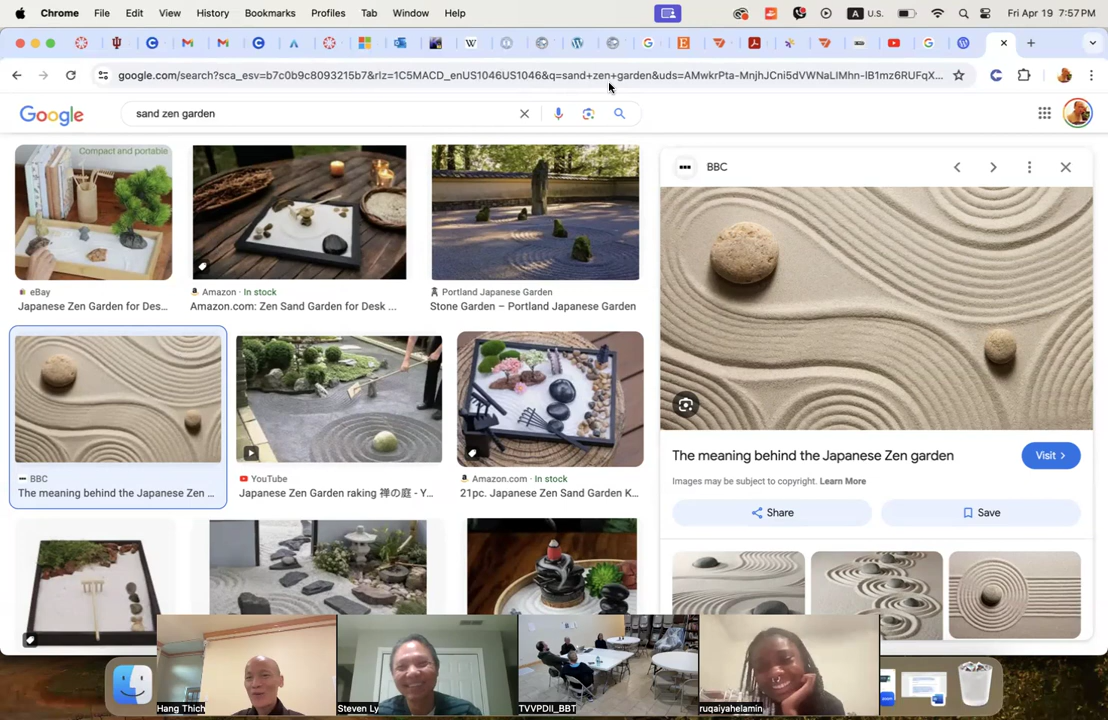 Chrome File Edit View History Bookmarks Profiles Tab Window Help A U.S. Fri Apr 19 7:57 PM
google.com/search?sca_esv=b7c0b9c8093215b7&rlz=1C5MACD_enUS1046US1046&q=sand+zen+garden&uds=AMwkrPta-MnjhJCni5dVWNaLIMhn-IB1mz6RUFqX...
Google sand zen garden
Compact and portable
eBay
Japanese Zen Garden for Des...
Amazon · In stock
Amazon.com: Zen Sand Garden for Desk ...
Portland Japanese Garden
Stone Garden – Portland Japanese Garden
BBC
The meaning behind the Japanese Zen ...
YouTube
Japanese Zen Garden raking 禅の庭 - Y...
Amazon.com · In stock
21pc. Japanese Zen Sand Garden K...
BBC
The meaning behind the Japanese Zen garden
Visit
Images may be subject to copyright. Learn More
Share
Save
Hang Thich
Steven Ly
TVVPDII_BBT
ruqaiyahelamin